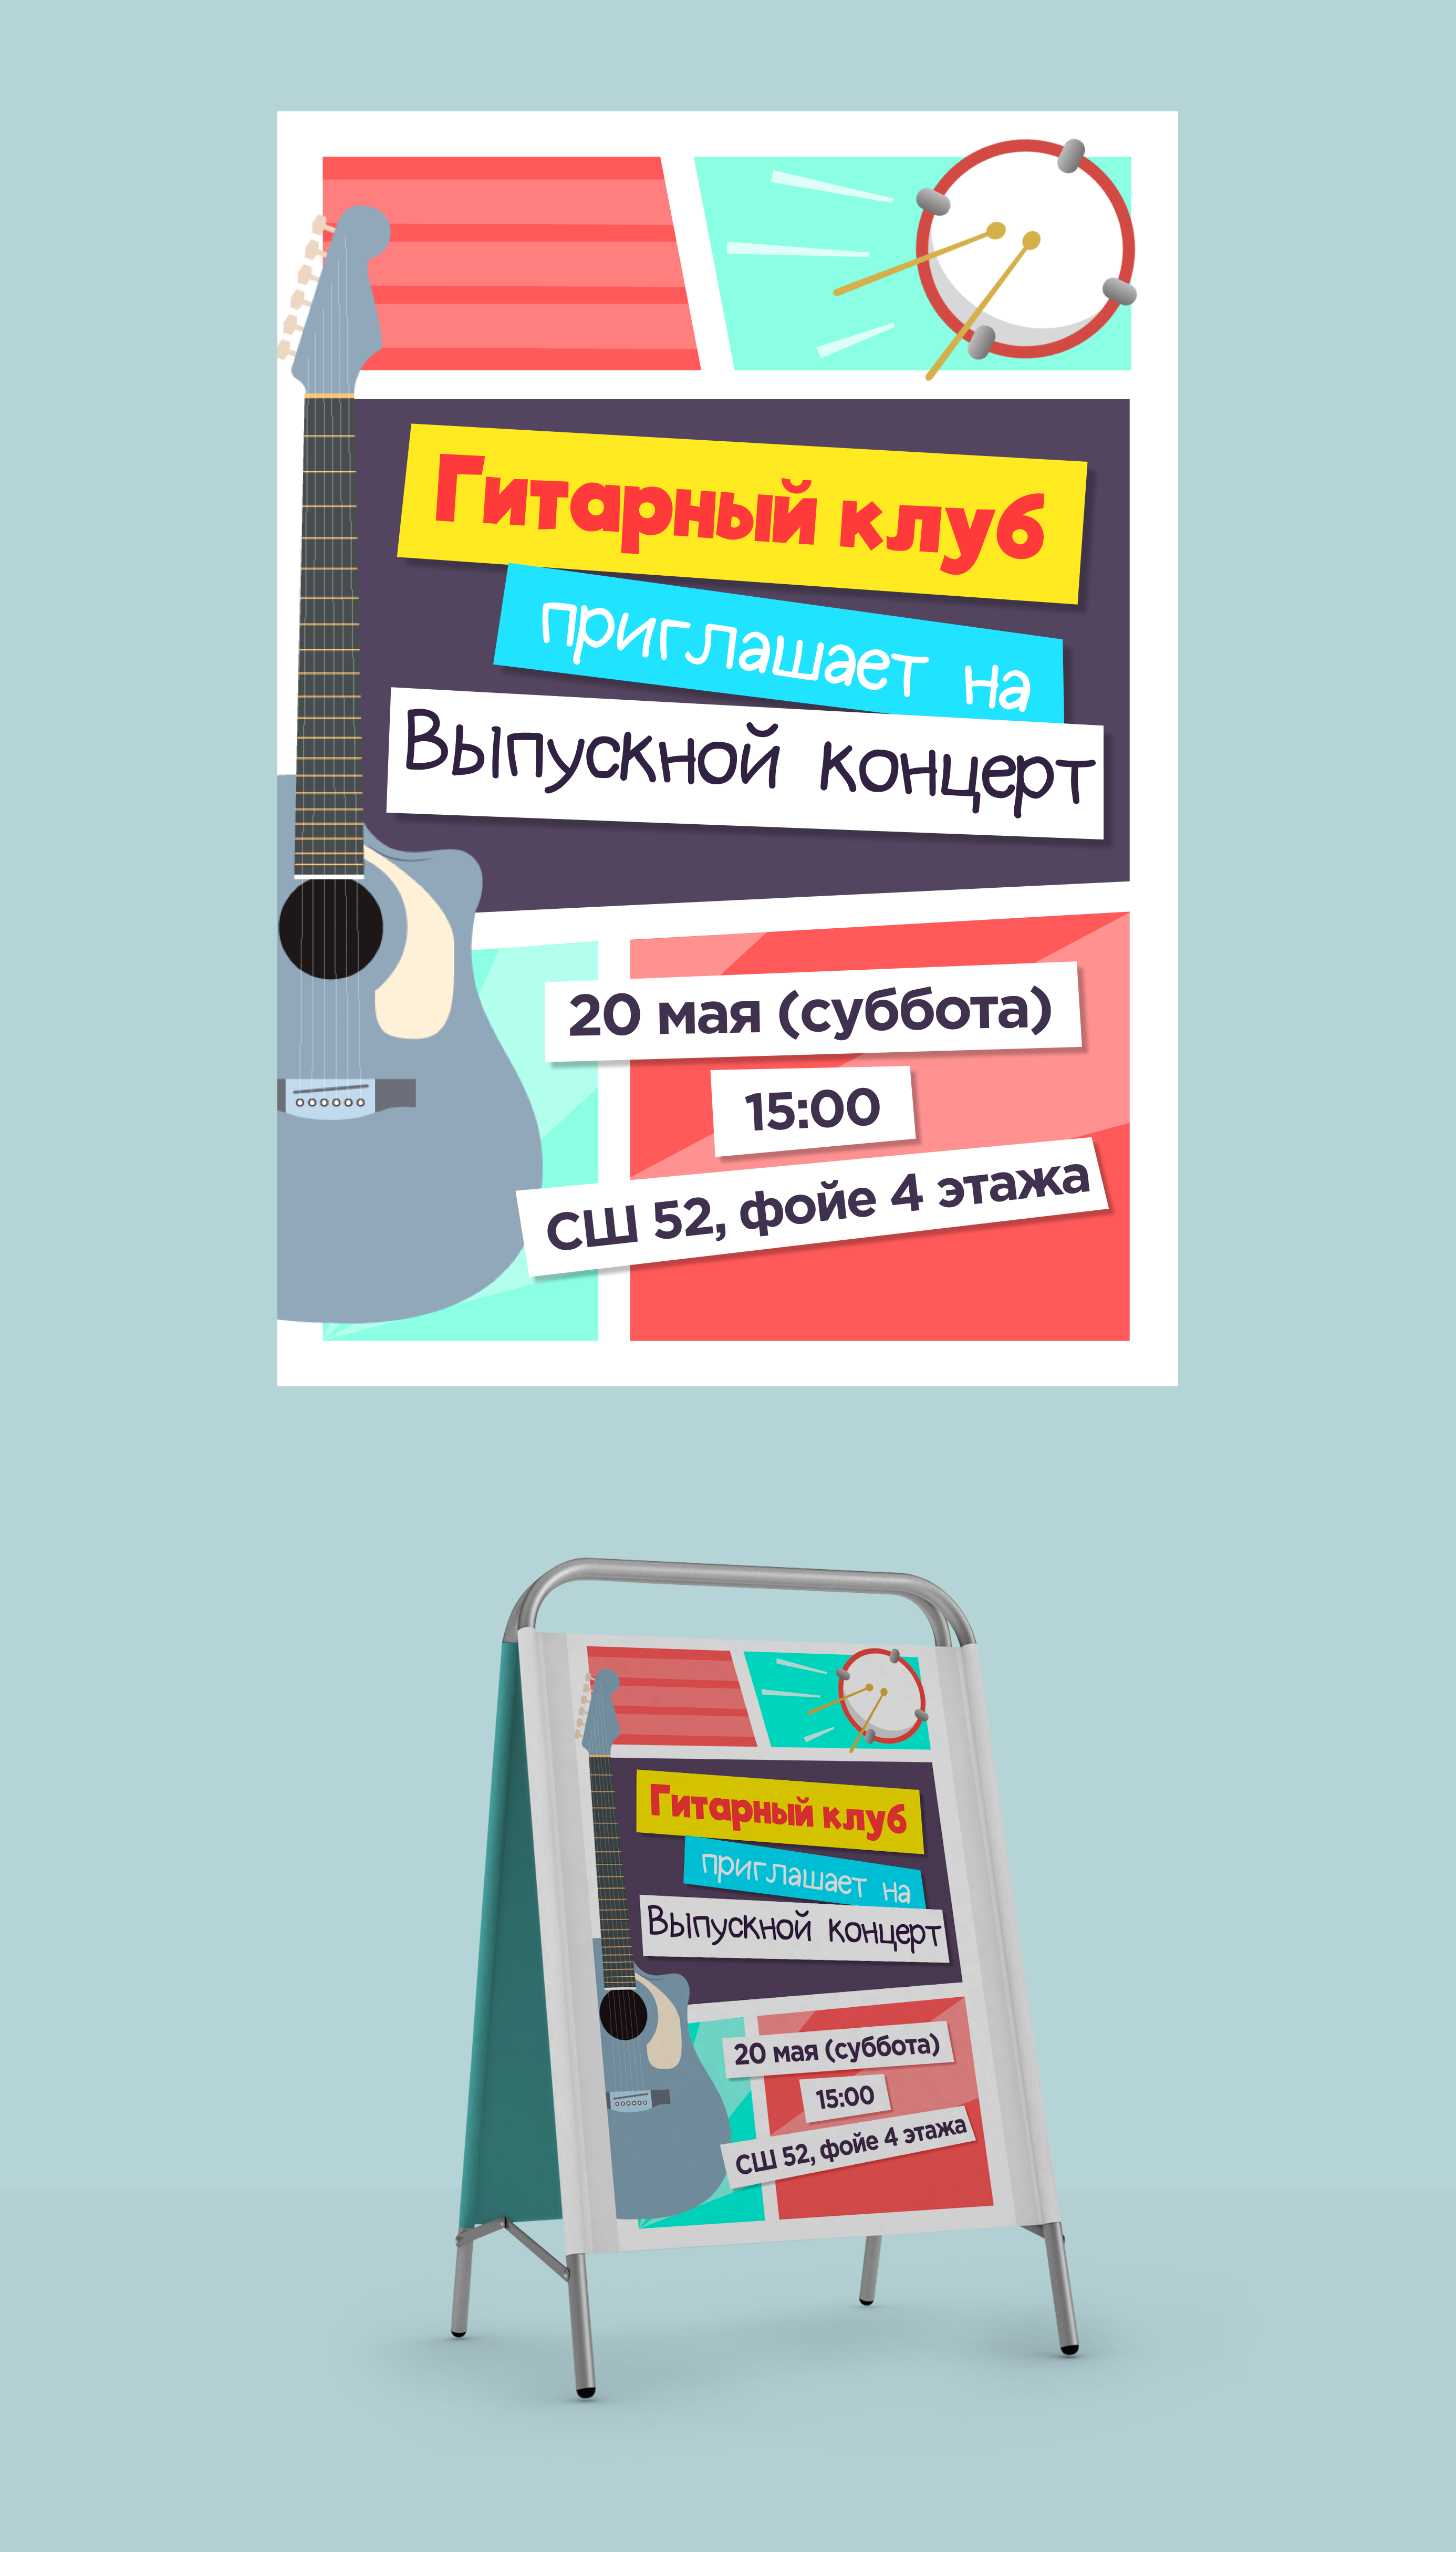 Гитарный клуб
приглашает на
Выпускной концерт
20 мая (суббота)
15:00
СШ 52, фойе 4 этажа
Гитарный клуб
приглашает на
Выпускной концерт
20 мая (суббота)
15:00
СШ 52, фойе 4 этажа